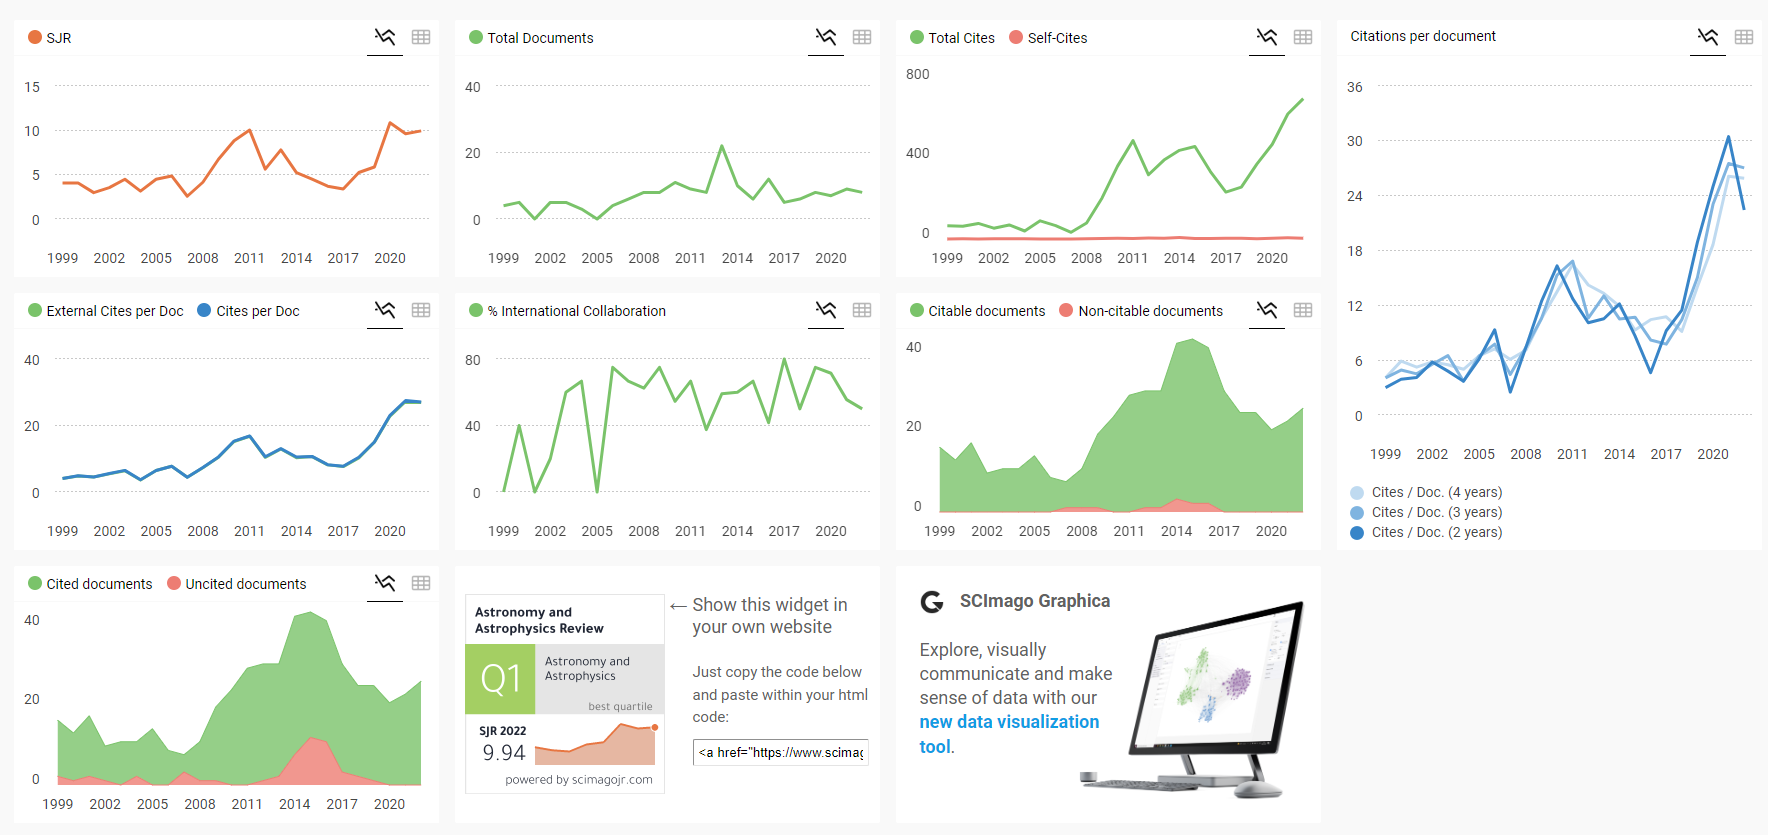 SJR
15
10
5
0
1999 2002 2005 2008 2011 2014 2017 2020
Total Documents
40
20
0
1999 2002 2005 2008 2011 2014 2017 2020
Total Cites Self-Cites
800
400
0
1999 2002 2005 2008 2011 2014 2017 2020
Citations per document
36
30
24
18
12
6
0
1999 2002 2005 2008 2011 2014 2017 2020
Cites / Doc. (4 years)
Cites / Doc. (3 years)
Cites / Doc. (2 years)
External Cites per Doc Cites per Doc
40
20
0
1999 2002 2005 2008 2011 2014 2017 2020
% International Collaboration
80
40
0
1999 2002 2005 2008 2011 2014 2017 2020
Citable documents Non-citable documents
40
20
0
1999 2002 2005 2008 2011 2014 2017 2020
Cited documents Uncited documents
40
20
0
1999 2002 2005 2008 2011 2014 2017 2020
Astronomy and
Astrophysics Review
Q1
Astronomy and
Astrophysics
best quartile
SJR 2022
9.94
powered by scimagojr.com
← Show this widget in
your own website
Just copy the code below
and paste within your html
code:
<a href="https://www.scimag
SCImago Graphica
Explore, visually
communicate and make
sense of data with our
new data visualization
tool.